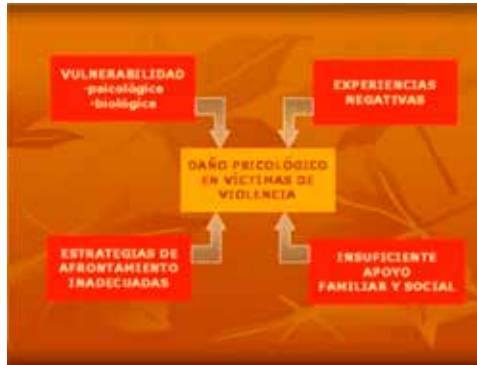 VULNERABILIDAD
-psicológica
-biológica
EXPERIENCIAS
NEGATIVAS
DAÑO PSICOLÓGICO
EN VÍCTIMAS DE
VIOLENCIA
ESTRATEGIAS DE
AFRONTAMIENTO
INADECUADAS
INSUFICIENTE
APOYO
FAMILIAR Y SOCIAL